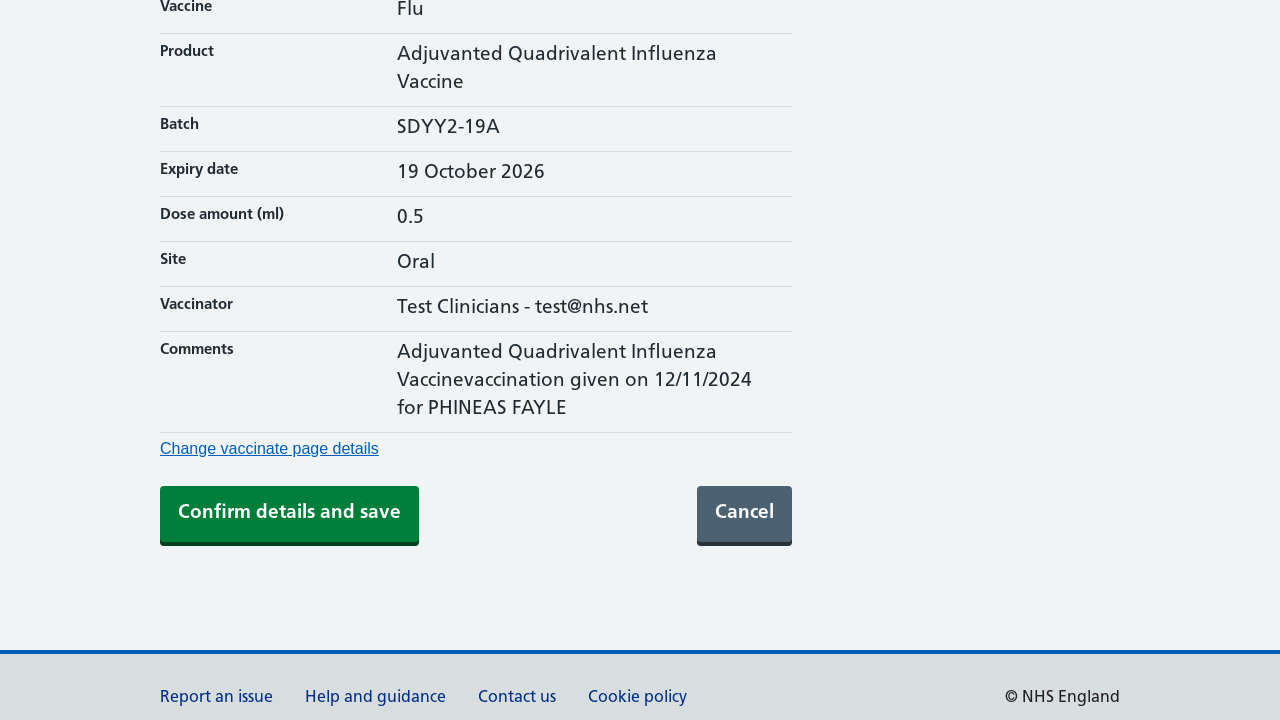 Vaccine Flu
Product Adjuvanted Quadrivalent Influenza
Vaccine
Batch SDYY2-19A
Expiry date 19 October 2026
Dose amount (ml) 0.5
Site Oral
Vaccinator Test Clinicians - test@nhs.net
Comments Adjuvanted Quadrivalent Influenza
Vaccinevaccination given on 12/11/2024
for PHINEAS FAYLE
Change vaccinate page details
Confirm details and save Cancel
Report an issue Help and guidance Contact us Cookie policy © NHS England